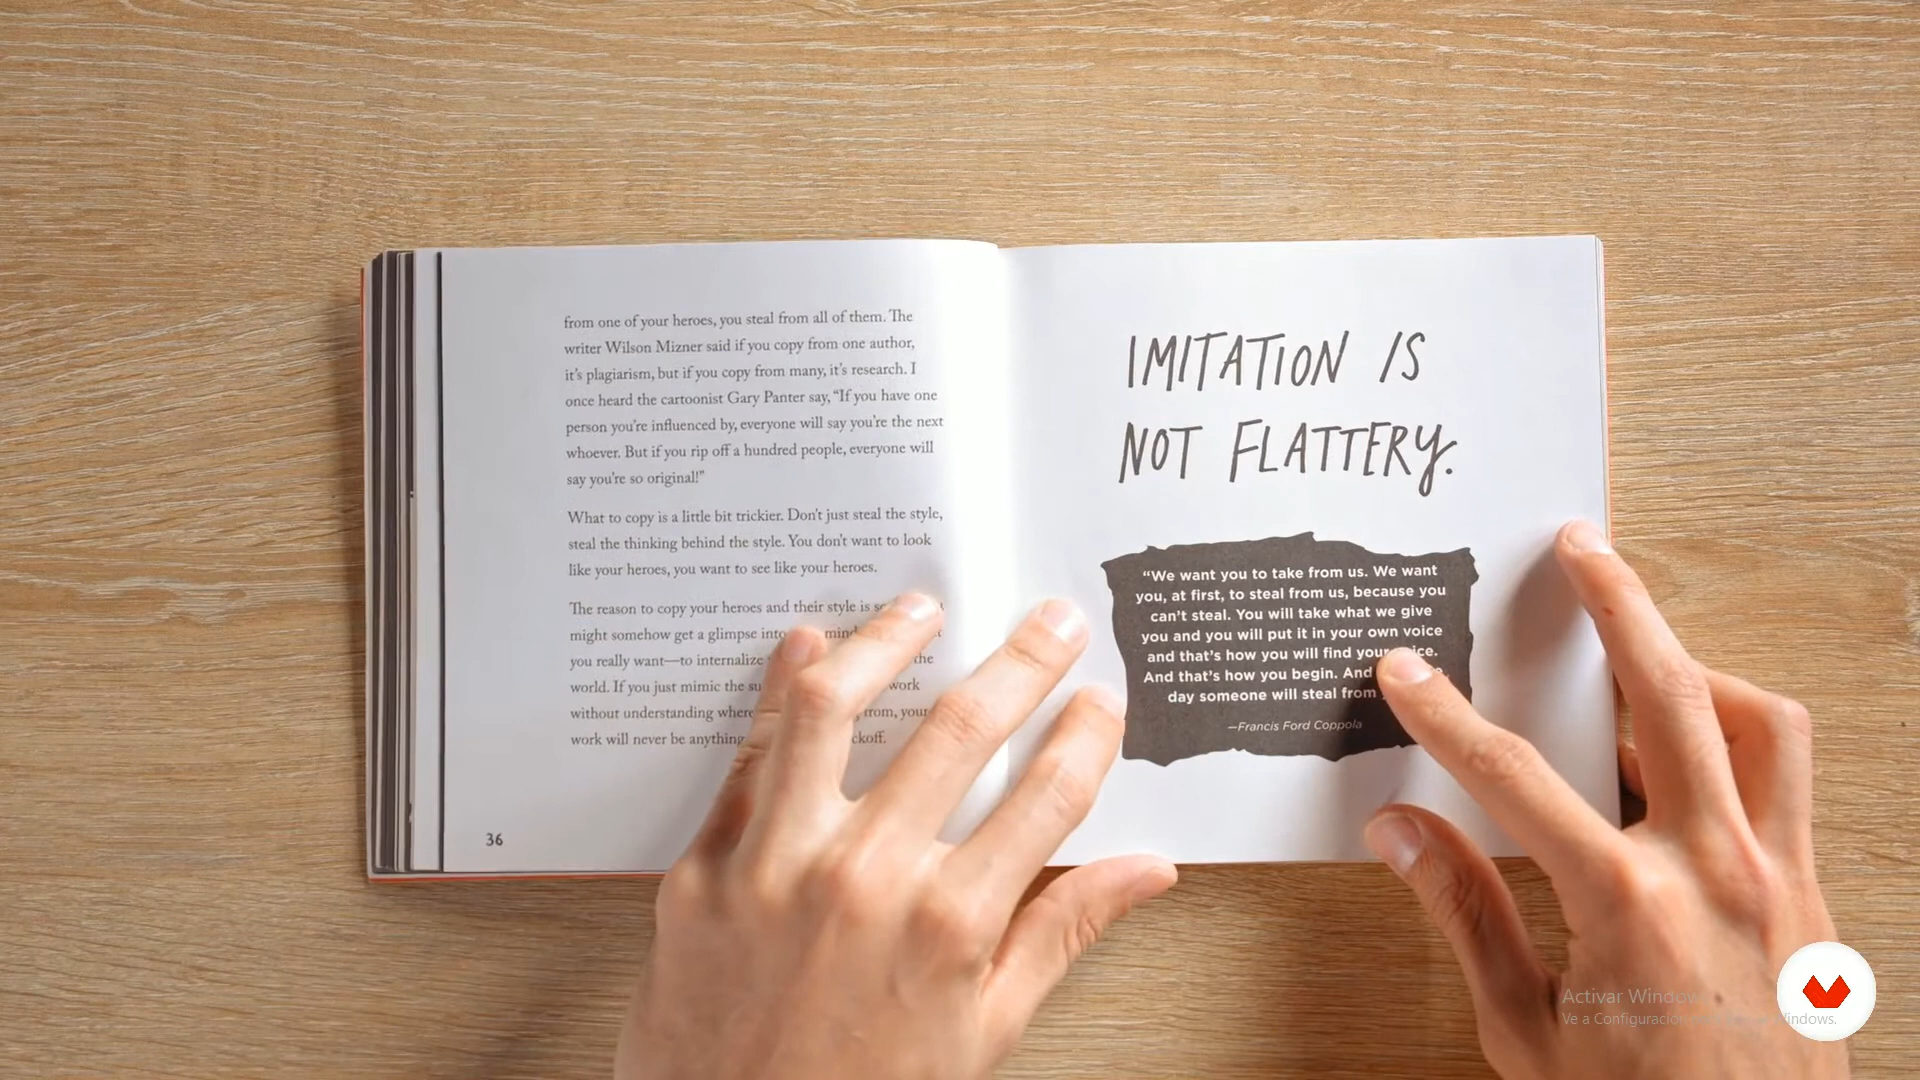 from one of your heroes, you steal from all of them. The
writer Wilson Mizner said if you copy from one author,
it's plagiarism, but if you copy from many, it's research. I
once heard the cartoonist Gary Panter say, “If you have one
person you're influenced by, everyone will say you're the next
whoever. But if you rip off a hundred people, everyone will
say you're so original!”
What to copy is a little bit trickier. Don't just steal the style,
steal the thinking behind the style. You don't want to look
like your heroes, you want to see like your heroes.
The reason to copy your heroes and their style is
might somehow get a glimpse into
you really want—to internalize the
world. If you just mimic the work
without understanding where from, your
work will never be anything
36
IMITATION IS
NOT FLATTERY.
“We want you to take from us. We want
you, at first, to steal from us, because you
can't steal. You will take what we give
you and you will put it in your own voice
and that's how you will find your
And that's how you begin. And
day someone will steal from
—Francis Ford Coppola
Activar Windows
Ve a Configuración Windows.